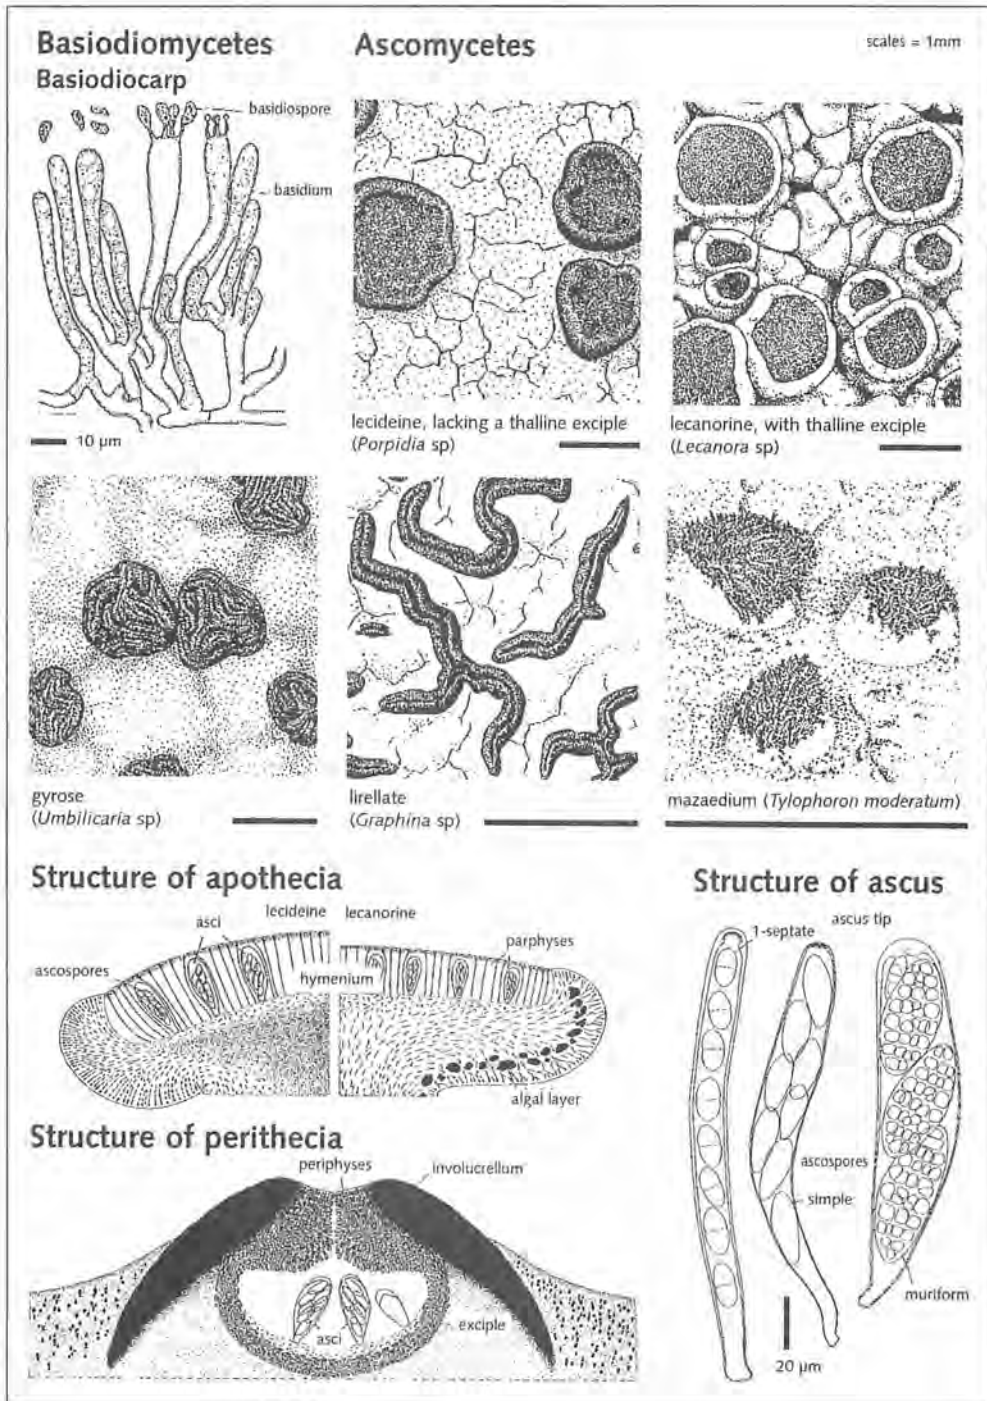 Basiodiomycetes
Basiodiocarp
basidiospore
basidium
10 µm
Ascomycetes
scales = 1mm
lecideine, lacking a thalline exciple
(Porpidia sp)
lecanorine, with thalline exciple
(Lecanora sp)
gyrose
(Umbilicaria sp)
lirellate
(Graphina sp)
mazaedium (Tylophoron moderatum)
Structure of apothecia
lecideine lecanorine
asci
parphyses
ascospores
hymenium
algal layer
Structure of perithecia
periphyses
involucrellum
asci
exciple
Structure of ascus
ascus tip
1-septate
ascospores
simple
muriform
20 µm